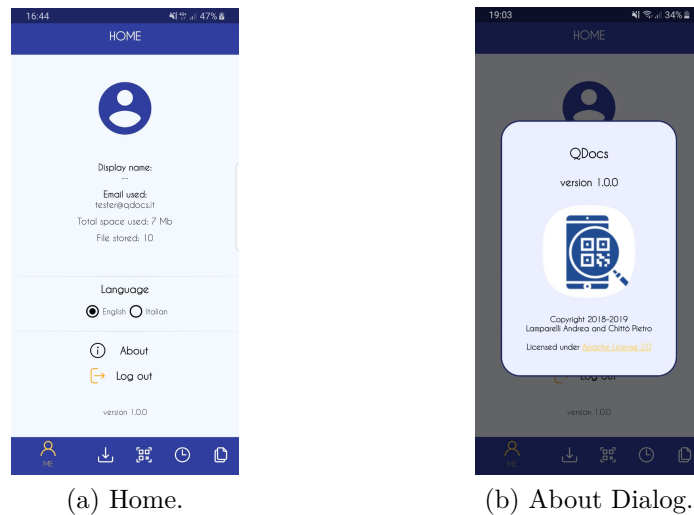 16:44
47%
HOME
Display name:
--
Email used:
tester@qdocs.it
Total space used: 7 Mb
File stored: 10
Language
English Italian
About
Log out
version 1.0.0
ME
(a) Home.
19:03
34%
HOME
QDocs
version 1.0.0
Copyright 2018-2019
Lamparelli Andrea and Chittò Pietro
Licensed under Apache License 2.0
Log out
version 1.0.0
ME
(b) About Dialog.